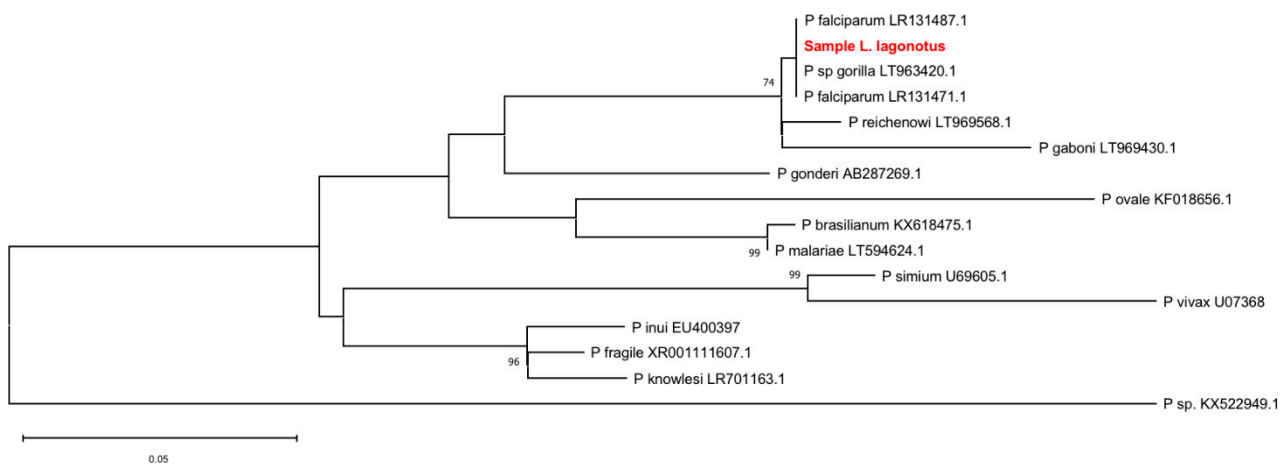 P falciparum LR131487.1
Sample L. lagonotus
P sp gorilla LT963420.1
74
P falciparum LR131471.1
P reichenowi LT969568.1
P gaboni LT969430.1
P gonderi AB287269.1
P ovale KF018656.1
P brasilianum KX618475.1
99
P malariae LT594624.1
99
P simium U69605.1
P vivax U07368
P inui EU400397
P fragile XR001111607.1
96
P knowlesi LR701163.1
P sp. KX522949.1
0.05